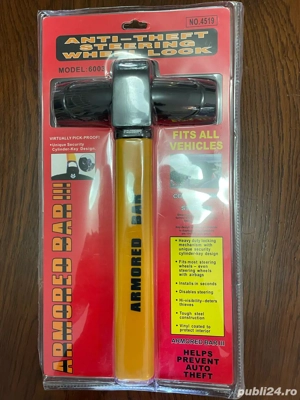 NO.4519
ANTI-THEFT
STEERING
WHEEL LOCK
MODEL:
VIRTUALLY PICK-PROOF!
•Unique Security
Cylinder-Key Design.
FITS ALL
VEHICLES
ARMORED BAR!!!
ARMORED BAR
• Heavy duty locking
mechanism with
unique security
cylinder-key design
• Fits-most steering
wheels - even
steering wheels
with airbags
• Installs in seconds
• Disables steering
• Hi-visibility-deters
thieves
• Tough steel
construction
• Vinyl coated to
protect interior
ARMORED BAR!!!
HELPS
PREVENT
AUTO
THEFT
publi24.ro